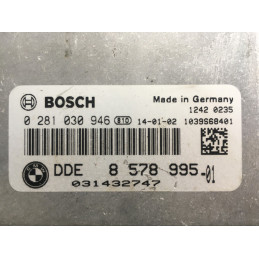 BOSCH
Made in Germany
1242 0235
0 281 030 946 81D 14-01-02 1039S68401
DDE 8 578 995-01
031432747